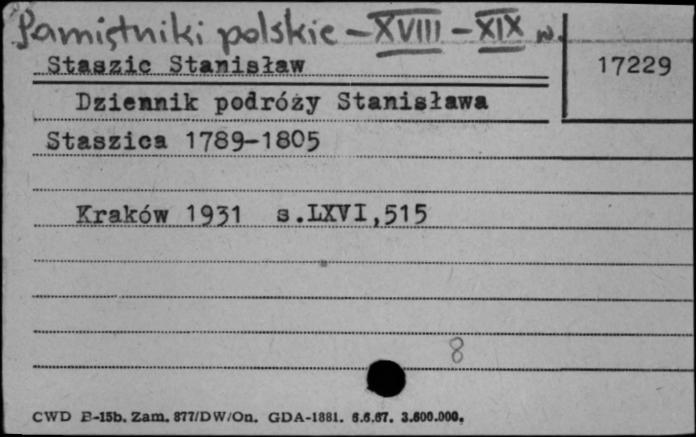 Pamiętniki polskie – XVIII – XIX w.
Staszic Stanisław
17229
Dziennik podróży Stanisława
Staszica 1789-1805
Kraków 1931 s.LXVI,515
8
CWD B-15b. Zam. 877/DW/On. GDA-1881. 6.6.67. 3.600.000.